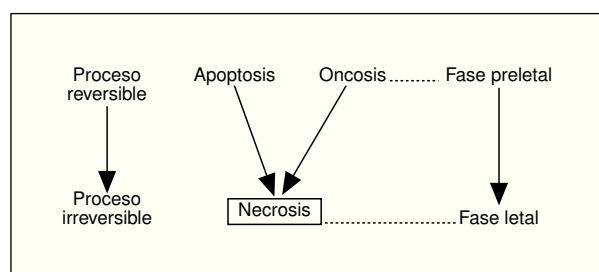 Proceso
reversible
Apoptosis
Oncosis
Fase preletal
Proceso
irreversible
Necrosis
Fase letal